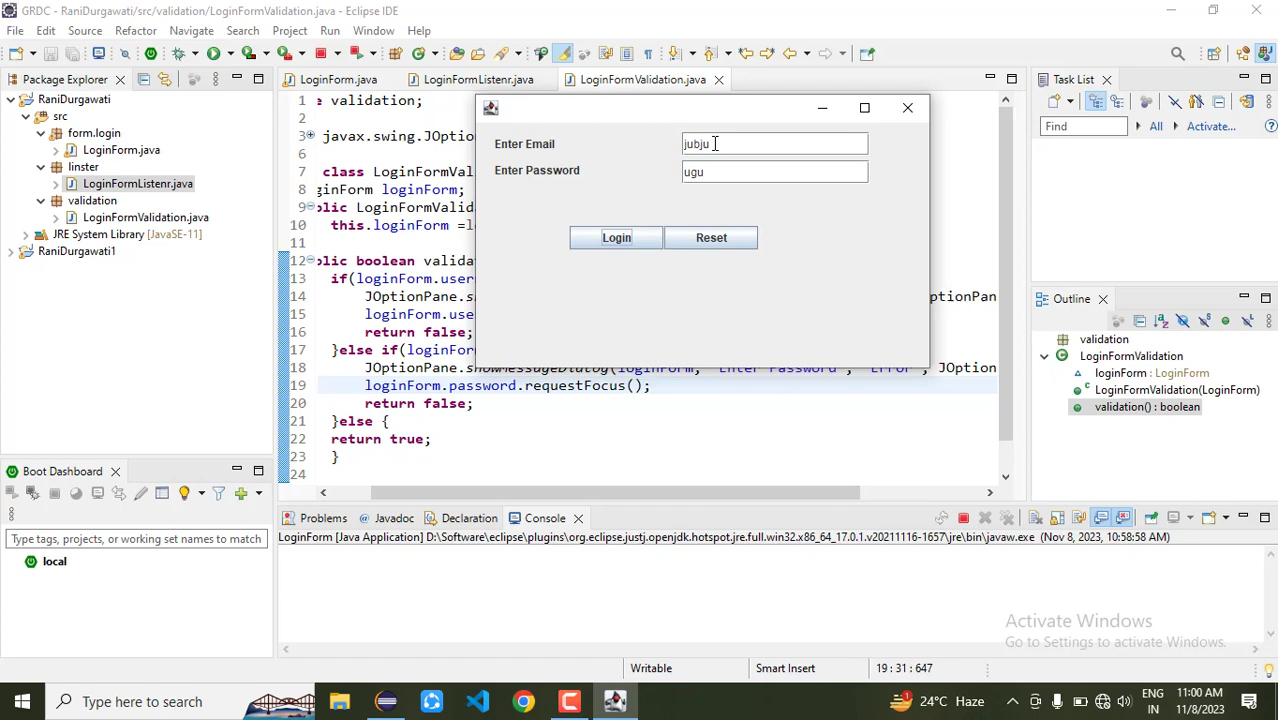 GRDC - RaniDurgawati/src/validation/LoginFormValidation.java - Eclipse IDE
File Edit Source Refactor Navigate Search Project Run Window Help
Package Explorer
RaniDurgawati
src
form.login
LoginForm.java
linster
LoginFormListenr.java
validation
LoginFormValidation.java
JRE System Library [JavaSE-11]
RaniDurgawati1
Boot Dashboard
Type tags, projects, or working set names to match
local
LoginForm.java LoginFormListenr.java LoginFormValidation.java
1 e validation;
2
3 javax.swing.JOptio
6
7 class LoginFormVal
8 ginForm loginForm;
9 blic LoginFormValid
10 this.loginForm =l
11
12 blic boolean valida
13 if(loginForm.user
14 JOptionPane.sh ptionPan
15 loginForm.use
16 return false;
17 }else if(loginFor
18 JOptionPane.showMessageDialog(loginForm, "Enter Password", "Error", JOption
19 loginForm.password.requestFocus();
20 return false;
21 }else {
22 return true;
23 }
24
Enter Email jubju
Enter Password ugu
Login Reset
Task List
Find All Activate...
Outline
validation
LoginFormValidation
loginForm : LoginForm
LoginFormValidation(LoginForm)
validation() : boolean
Problems Javadoc Declaration Console
LoginForm [Java Application] D:\Software\eclipse\plugins\org.eclipse.justj.openjdk.hotspot.jre.full.win32.x86_64_17.0.1.v20211116-1657\jre\bin\javaw.exe (Nov 8, 2023, 10:58:58 AM)
Activate Windows
Go to Settings to activate Windows.
Writable Smart Insert 19 : 31 : 647
Type here to search
24°C Haze
ENG
IN
11:00 AM
11/8/2023